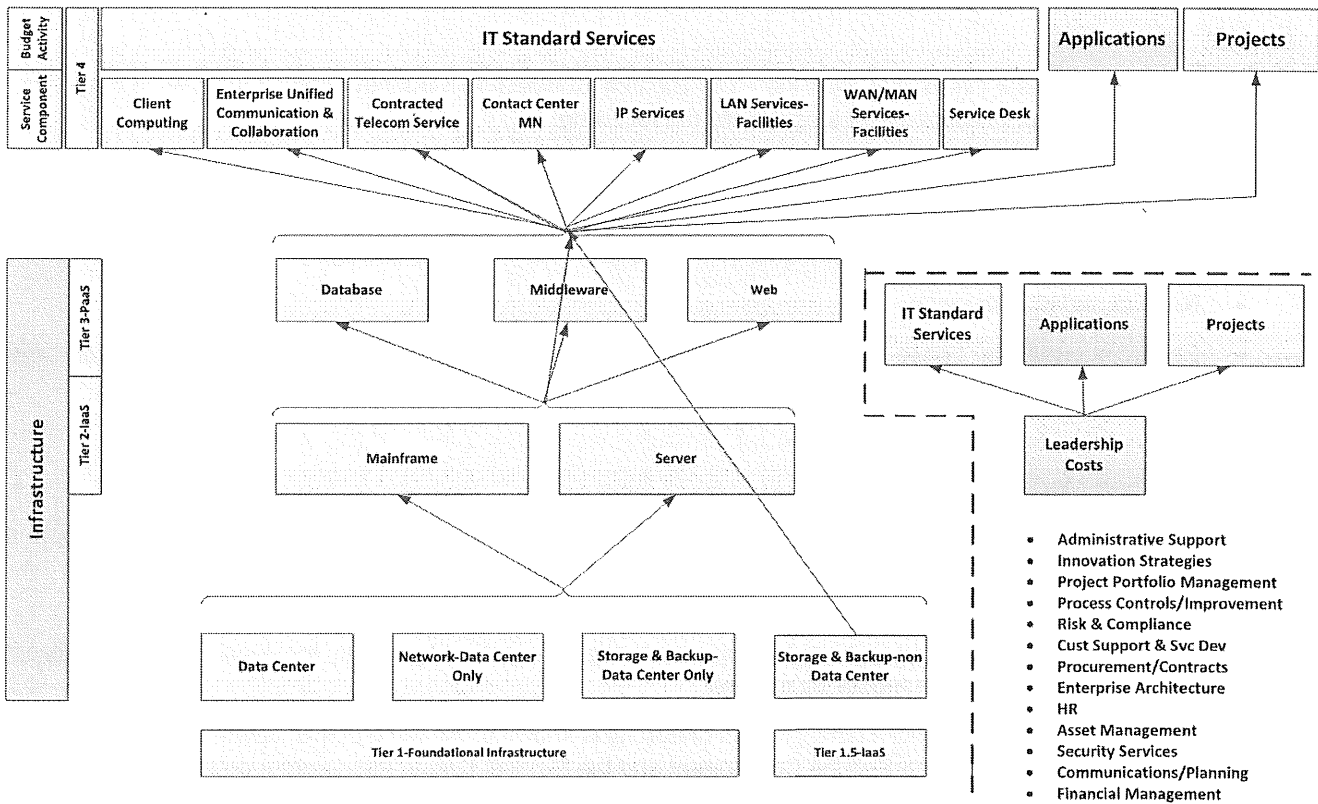 Budget
Activity
IT Standard Services
Applications
Projects
Service
Component
Tier 4
Client
Computing
Enterprise Unified
Communication &
Collaboration
Contracted
Telecom Service
Contact Center
MN
IP Services
LAN Services-
Facilities
WAN/MAN
Services-
Facilities
Service Desk
Infrastructure
Tier 3-PaaS
Database
Middleware
Web
Tier 2-IaaS
Mainframe
Server
Data Center
Network-Data Center
Only
Storage & Backup-
Data Center Only
Storage & Backup-non
Data Center
Tier 1-Foundational Infrastructure
Tier 1.5-IaaS
IT Standard
Services
Applications
Projects
Leadership
Costs
• Administrative Support
• Innovation Strategies
• Project Portfolio Management
• Process Controls/Improvement
• Risk & Compliance
• Cust Support & Svc Dev
• Procurement/Contracts
• Enterprise Architecture
• HR
• Asset Management
• Security Services
• Communications/Planning
• Financial Management